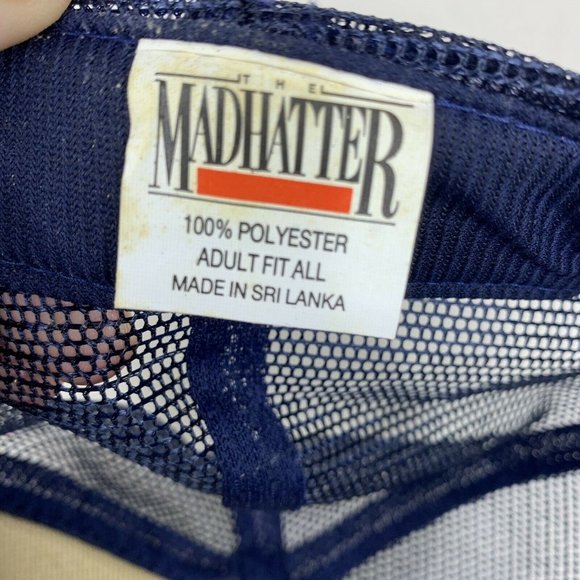 THE
MADHATTER
100% POLYESTER
ADULT FIT ALL
MADE IN SRI LANKA